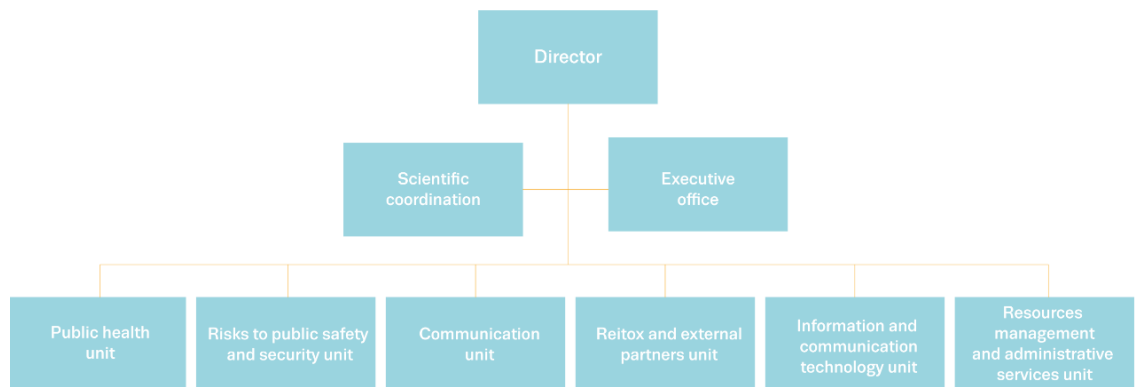 Director
Scientific
coordination
Executive
office
Public health
unit
Risks to public safety
and security unit
Communication
unit
Reitox and external
partners unit
Information and
communication
technology unit
Resources
management
and administrative
services unit